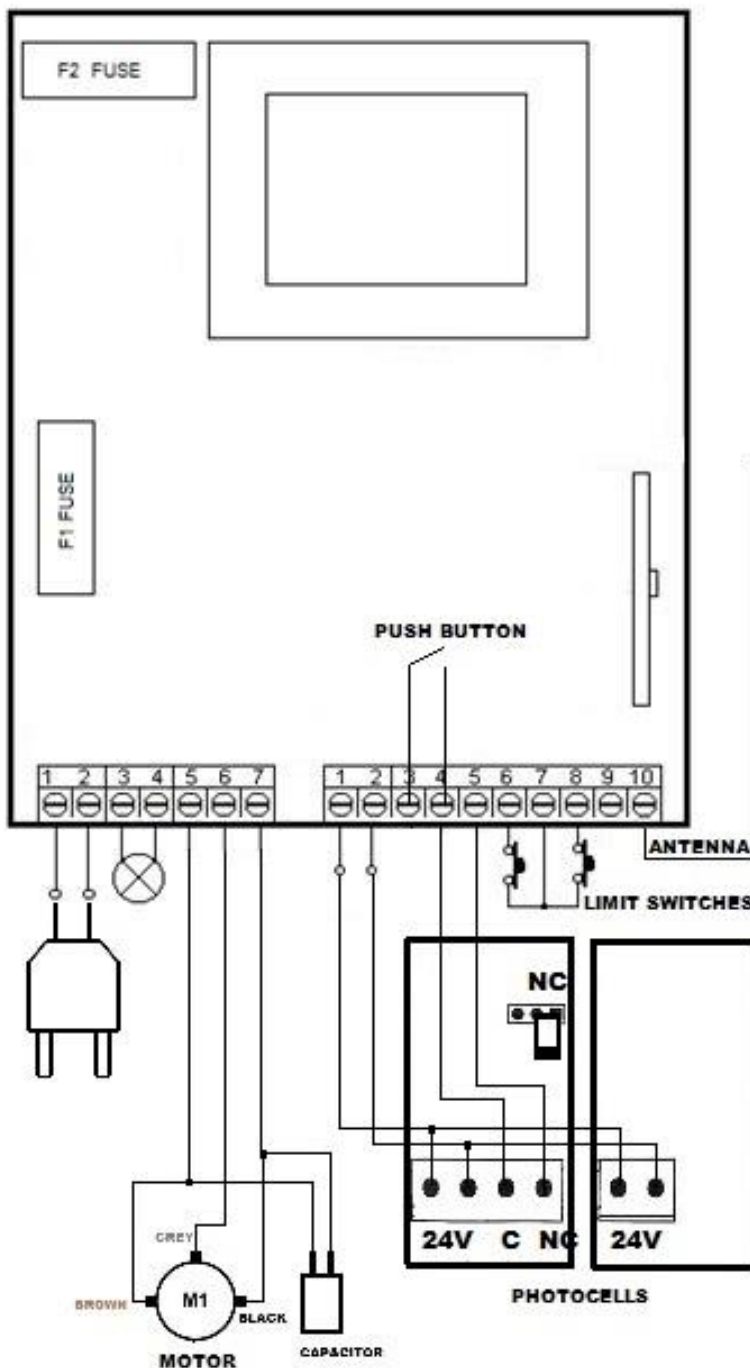 F2 FUSE
F1 FUSE
PUSH BUTTON
1 2 3 4 5 6 7
1 2 3 4 5 6 7 8 9 10
ANTENNA
LIMIT SWITCHES
NC
GREY
24V C NC
24V
BROWN
M1
BLACK
PHOTOCELLS
MOTOR
CAPACITOR